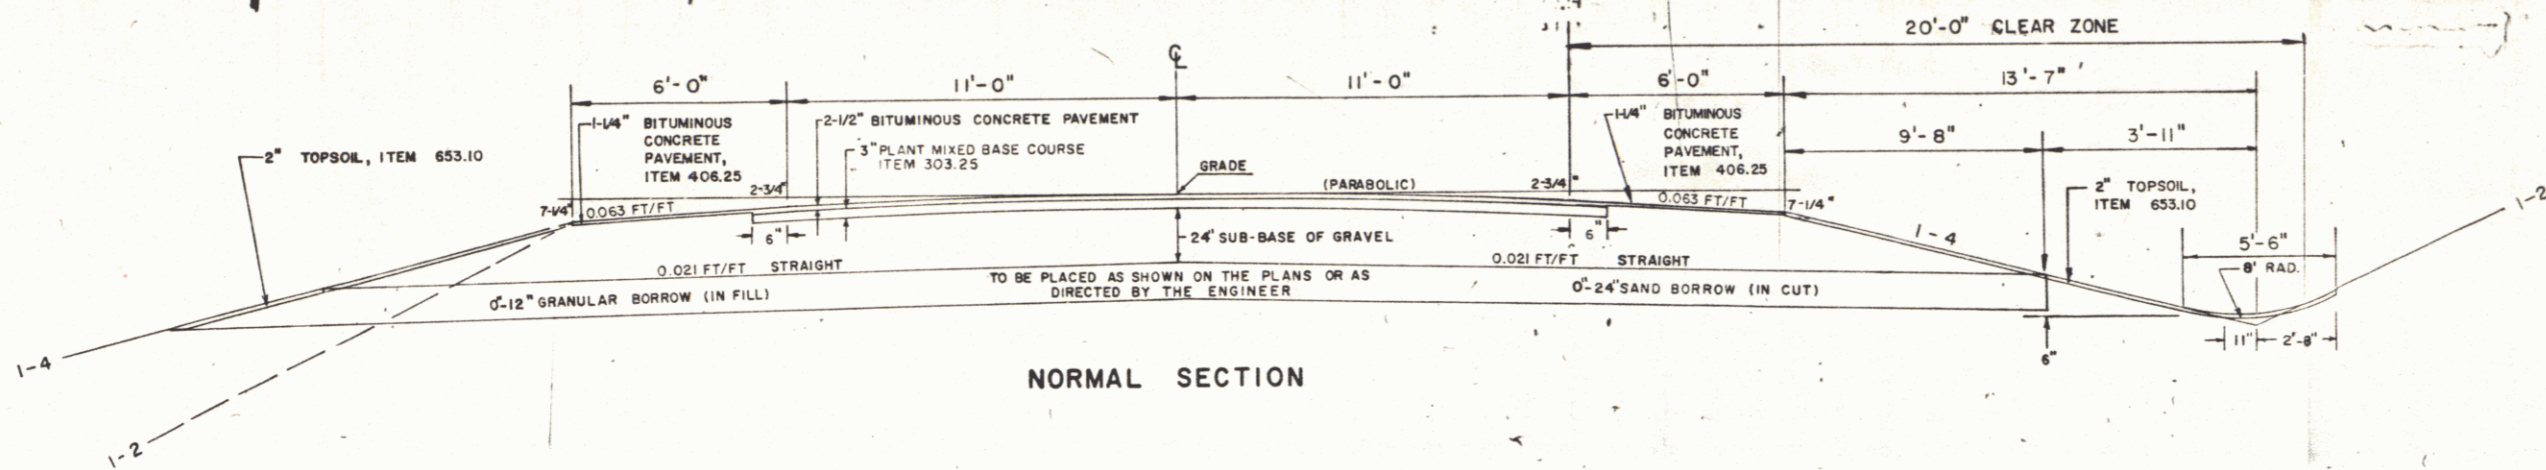 20'-0" CLEAR ZONE
6'-0"
11'-0"
℄
11'-0"
6'-0"
13'-7"
9'-8"
3'-11"
2" TOPSOIL, ITEM 653.10
1-1/4" BITUMINOUS
CONCRETE
PAVEMENT,
ITEM 406.25
2-1/2" BITUMINOUS CONCRETE PAVEMENT
3" PLANT MIXED BASE COURSE
ITEM 303.25
GRADE
(PARABOLIC)
1-1/4" BITUMINOUS
CONCRETE
PAVEMENT,
ITEM 406.25
2" TOPSOIL,
ITEM 653.10
2-3/4"
2-3/4"
7-1/4"
0.063 FT/FT
0.063 FT/FT
7-1/4"
6"
24" SUB-BASE OF GRAVEL
6"
1-4
1-2
5'-6"
8' RAD.
0.021 FT/FT STRAIGHT
0.021 FT/FT STRAIGHT
0"-12" GRANULAR BORROW (IN FILL)
TO BE PLACED AS SHOWN ON THE PLANS OR AS
DIRECTED BY THE ENGINEER
0"-24" SAND BORROW (IN CUT)
11"
2'-8"
6"
1-4
1-2
NORMAL SECTION